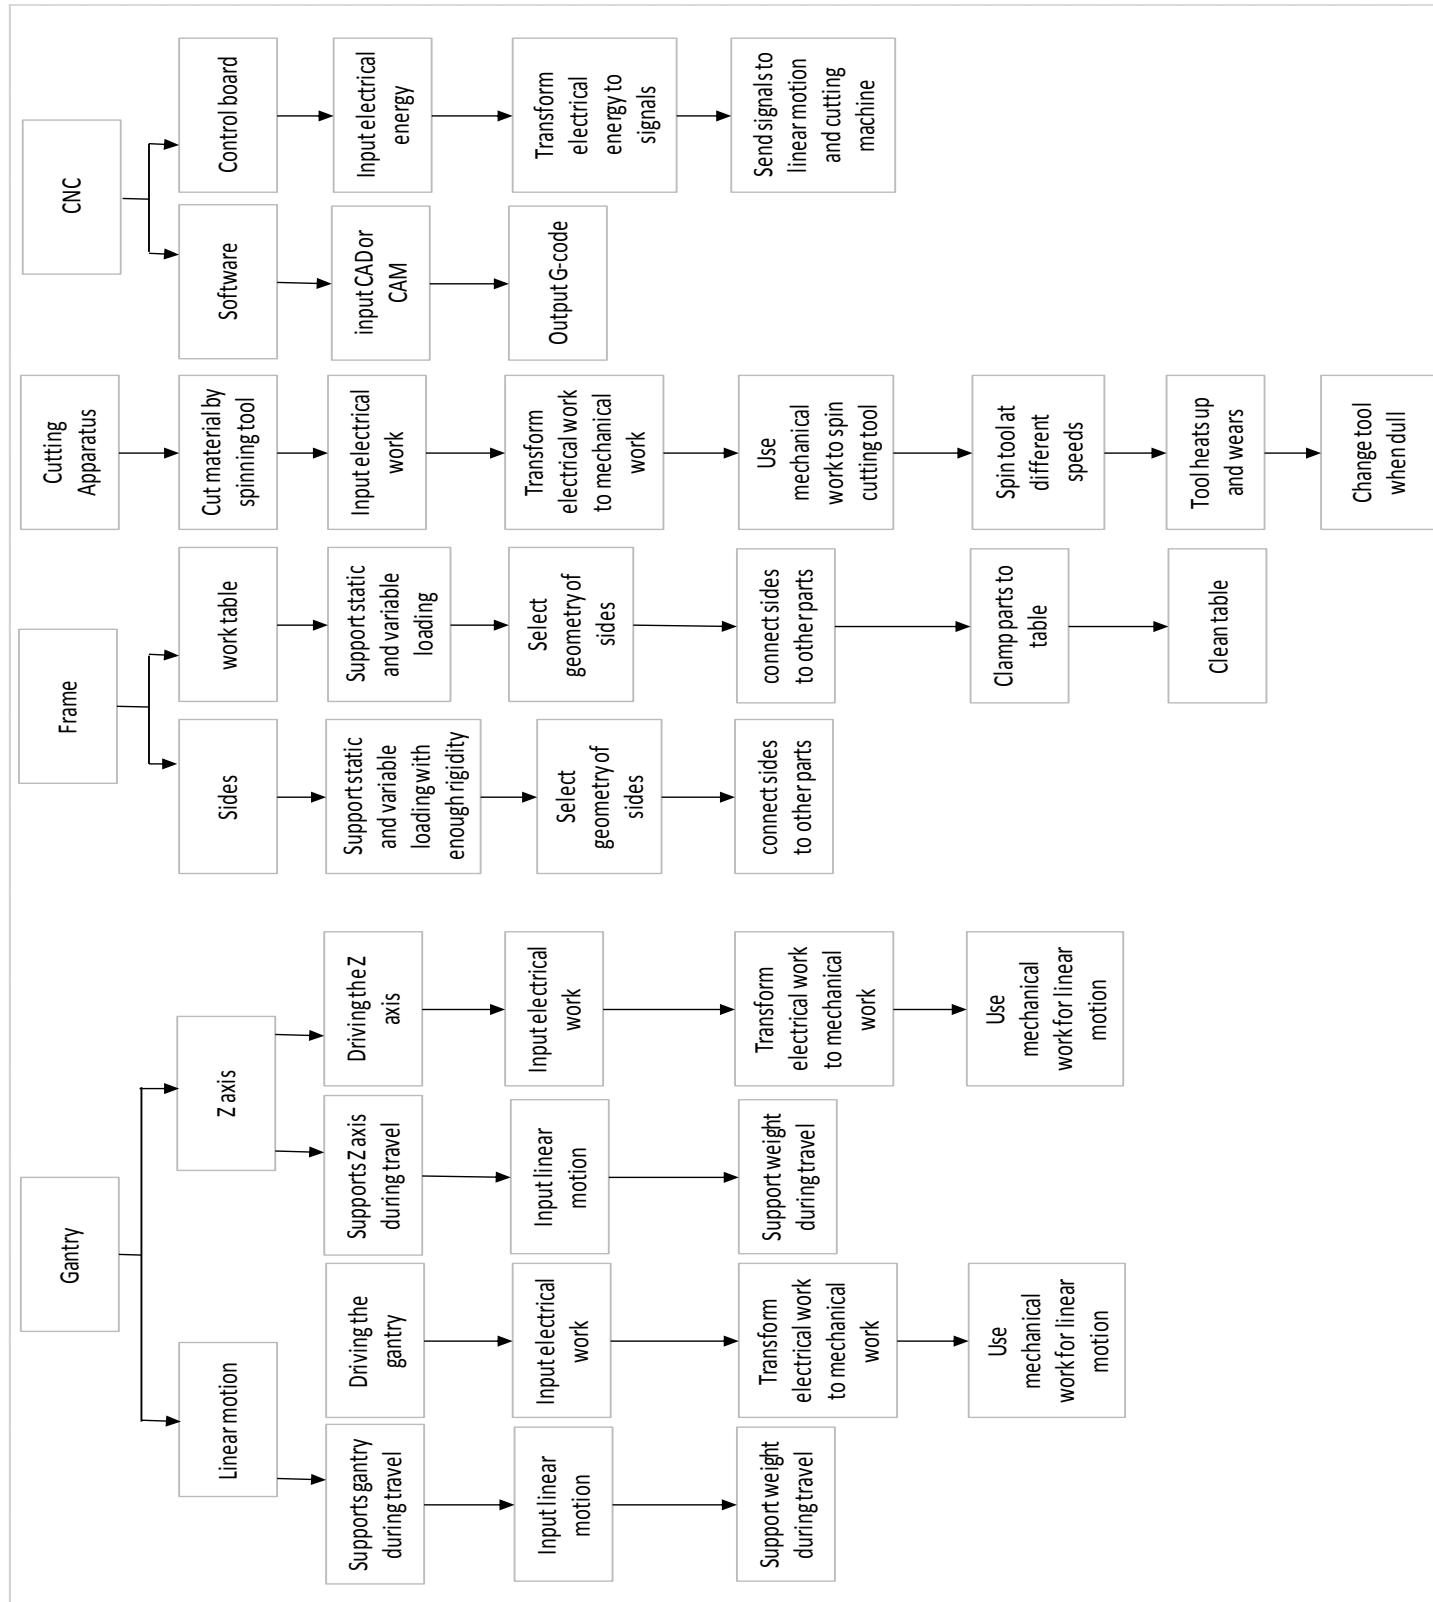 Gantry
Linear motion
Supports gantry
during travel
Input linear
motion
Support weight
during travel
Driving the
gantry
Input electrical
work
Transform
electrical work
to mechanical
work
Use
mechanical
work for linear
motion
Z axis
Supports Z axis
during travel
Input linear
motion
Support weight
during travel
Driving the Z
axis
Input electrical
work
Transform
electrical work
to mechanical
work
Use
mechanical
work for linear
motion
Frame
Sides
Support static
and variable
loading with
enough rigidity
Select
geometry of
sides
connect sides
to other parts
work table
Support static
and variable
loading
Select
geometry of
sides
connect sides
to other parts
Clamp parts to
table
Clean table
Cutting
Apparatus
Cut material by
spinning tool
Input electrical
work
Transform
electrical work
to mechanical
work
Use
mechanical
work to spin
cutting tool
Spin tool at
different
speeds
Tool heats up
and wears
Change tool
when dull
CNC
Software
input CAD or
CAM
Output G-code
Control board
Input electrical
energy
Transform
electrical
energy to
signals
Send signals to
linear motion
and cutting
machine